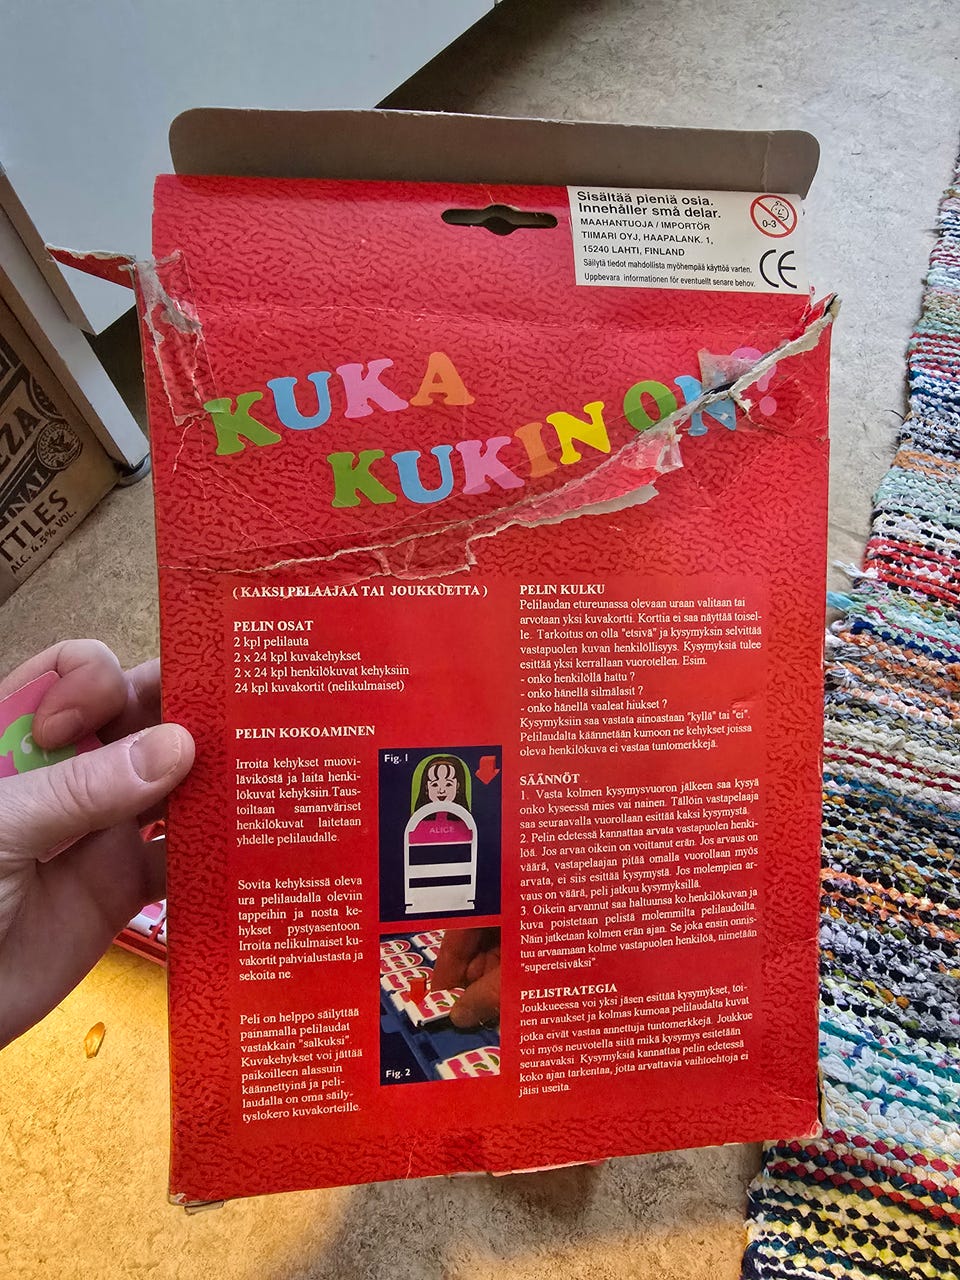 Sisältää pieniä osia.
Innehåller små delar.
MAAHANTUOJA / IMPORTÖR
TIIMARI OYJ, HAAPALANK. 1,
15240 LAHTI, FINLAND
Säilytä tiedot mahdollista myöhempää käyttöä varten.
Uppbevara informationen för eventuellt senare behov.
0-3
CE
KUKA
KUKIN ON?
( KAKSI PELAAJAA TAI JOUKKUETTA )
PELIN OSAT
2 kpl pelilauta
2 x 24 kpl kuvakehykset
2 x 24 kpl henkilökuvat kehyksiin
24 kpl kuvakortit (nelikulmaiset)
PELIN KOKOAMINEN
Irroita kehykset muovi-
läviköstä ja laita henki-
lökuvat kehyksiin.Taus-
toiltaan samanväriset
henkilökuvat laitetaan
yhdelle pelilaudalle.
Fig. 1
ALICE
Sovita kehyksissä oleva
ura pelilaudalla oleviin
tappeihin ja nosta ke-
hykset pystyasentoon.
Irroita nelikulmaiset ku-
vakortit pahvialustasta ja
sekoita ne.
Peli on helppo säilyttää
painamalla pelilaudat
vastakkain "salkuksi".
Kuvakehykset voi jättää
paikoilleen alassuin
käännettyinä ja peli-
laudalla on oma säily-
tyslokero kuvakorteille.
Fig. 2
PELIN KULKU
Pelilaudan etureunassa olevaan uraan valitaan tai
arvotaan yksi kuvakortti. Korttia ei saa näyttää toisel-
le. Tarkoitus on olla "etsivä" ja kysymyksin selvittää
vastapuolen kuvan henkilöllisyys. Kysymyksiä tulee
esittää yksi kerrallaan vuorotellen. Esim.
- onko henkilöllä hattu ?
- onko hänellä silmälasit ?
- onko hänellä vaaleat hiukset ?
Kysymyksiin saa vastata ainoastaan "kyllä" tai "ei".
Pelilaudalta käännetään kumoon ne kehykset joissa
oleva henkilökuva ei vastaa tuntomerkkejä.
SÄÄNNÖT
1. Vasta kolmen kysymysvuoron jälkeen saa kysyä
onko kyseessä mies vai nainen. Tällöin vastapelaaja
saa seuraavalla vuorollaan esittää kaksi kysymystä.
2. Pelin edetessä kannattaa arvata vastapuolen henki-
löä. Jos arvaa oikein on voittanut erän. Jos arvaus on
väärä, vastapelaajan pitää omalla vuorollaan myös
arvata, ei siis esittää kysymystä. Jos molempien ar-
vaus on väärä, peli jatkuu kysymyksillä.
3. Oikein arvannut saa haltuunsa ko.henkilökuvan ja
kuva poistetaan pelistä molemmilta pelilaudoilta.
Näin jatketaan kolmen erän ajan. Se joka ensin onnis-
tuu arvaamaan kolme vastapuolen henkilöä, nimetään
"superetsiväksi".
PELISTRATEGIA
Joukkueessa voi yksi jäsen esittää kysymykset, toi-
nen arvaukset ja kolmas kumoaa pelilaudalta kuvat
jotka eivät vastaa annettuja tuntomerkkejä. Joukkue
voi myös neuvotella siitä mikä kysymys esitetään
seuraavaksi. Kysymyksiä kannattaa pelin edetessä
koko ajan tarkentaa, jotta arvattavia vaihtoehtoja ei
jäisi useita.
ALC. 4.5% VOL.